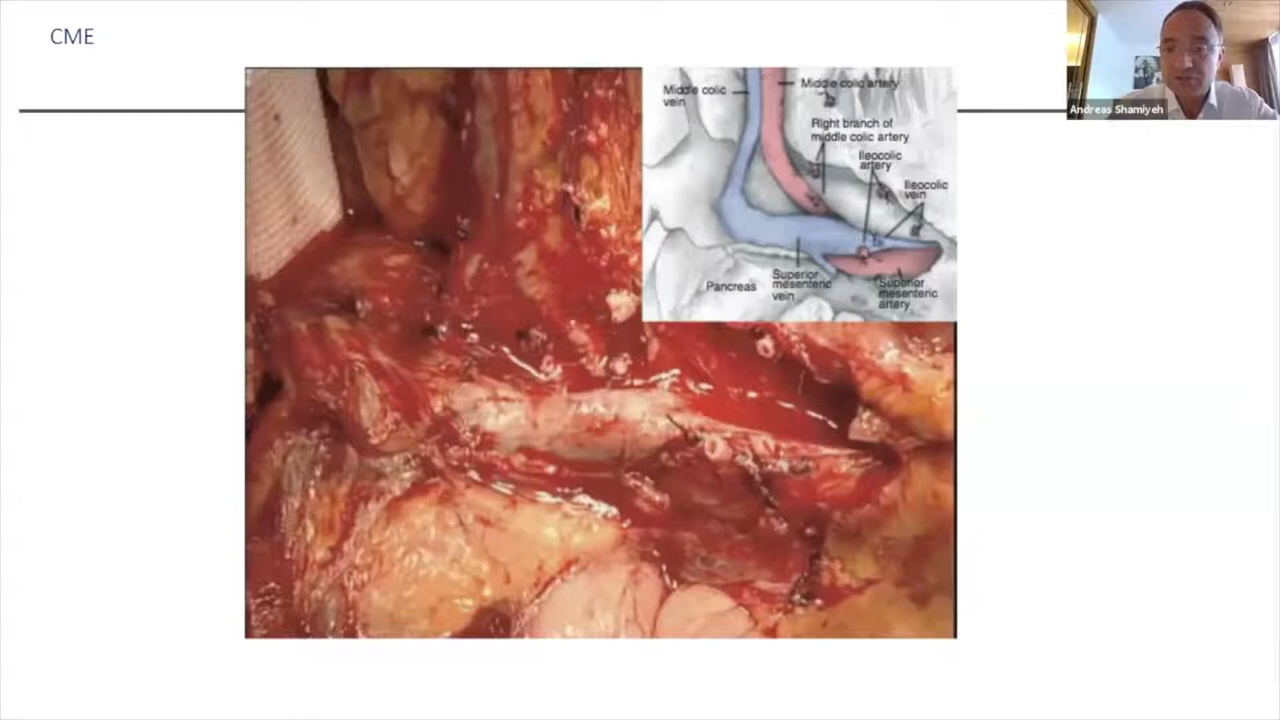 CME
Andreas Shamiyeh
Middle colic
vein
Middle colic artery
Right branch of
middle colic artery
Ileocolic
artery
Ileocolic
vein
Pancreas
Superior
mesenteric
vein
Superior
mesenteric
artery